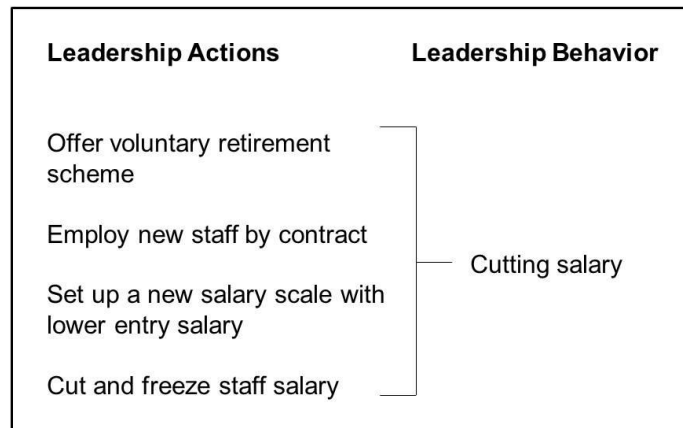 Leadership Actions
Leadership Behavior
Offer voluntary retirement
scheme
Employ new staff by contract
Set up a new salary scale with
lower entry salary
Cut and freeze staff salary
Cutting salary